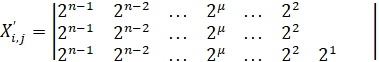 X'_{i,j} = | 2^{n-1} 2^{n-2} … 2^μ … 2^2
2^{n-1} 2^{n-2} … 2^μ … 2^2
2^{n-1} 2^{n-2} … 2^μ … 2^2 2^1 |